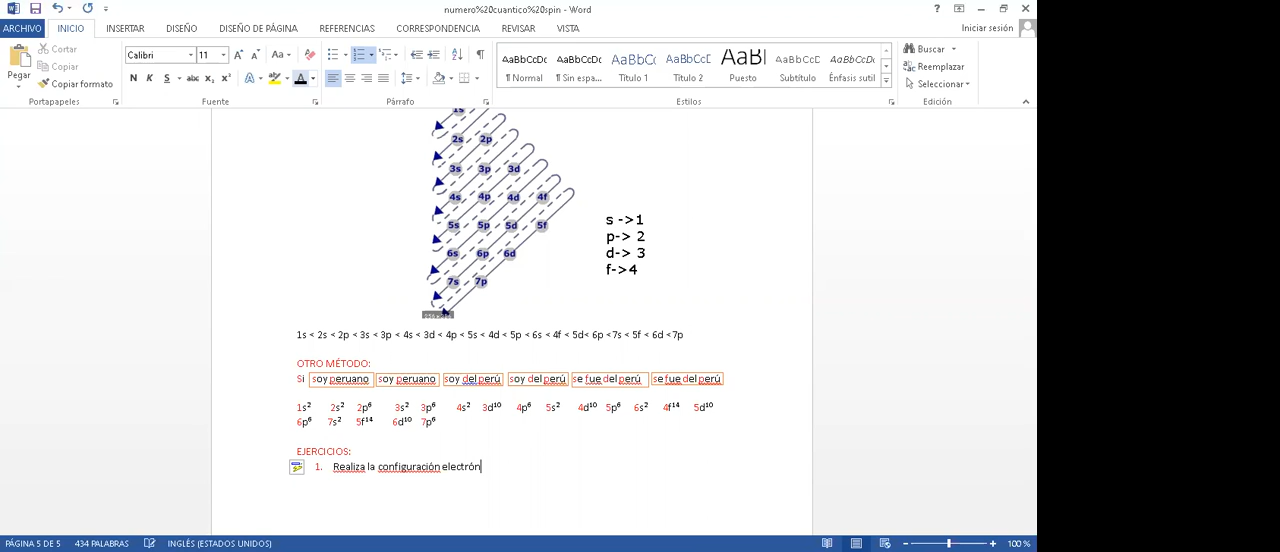 numero%20cuantico%20spin - Word
ARCHIVO INICIO INSERTAR DISEÑO DISEÑO DE PÁGINA REFERENCIAS CORRESPONDENCIA REVISAR VISTA Iniciar sesión
Pegar
Cortar
Copiar
Copiar formato
Portapapeles
Calibri 11
N K S abc x₂ x²
Fuente
Párrafo
AaBbCcDc AaBbCcDc AaBbCc AaBbCcD AaBl AaBbCcD AaBbCcDc
¶ Normal ¶ Sin espa... Título 1 Título 2 Puesto Subtítulo Énfasis sutil
Estilos
Buscar
Reemplazar
Seleccionar
Edición
1s
2s 2p
3s 3p 3d
4s 4p 4d 4f
5s 5p 5d 5f
6s 6p 6d
7s 7p
s ->1
p-> 2
d-> 3
f->4
1s < 2s < 2p < 3s < 3p < 4s < 3d < 4p < 5s < 4d < 5p < 6s < 4f < 5d< 6p <7s < 5f < 6d <7p
OTRO MÉTODO:
Si soy peruano soy peruano soy del perú soy del perú se fue del perú se fue del perú
1s² 2s² 2p⁶ 3s² 3p⁶ 4s² 3d¹⁰ 4p⁶ 5s² 4d¹⁰ 5p⁶ 6s² 4f¹⁴ 5d¹⁰
6p⁶ 7s² 5f¹⁴ 6d¹⁰ 7p⁶
EJERCICIOS:
1. Realiza la configuración electrón
PÁGINA 5 DE 5 434 PALABRAS INGLÉS (ESTADOS UNIDOS) 100 %